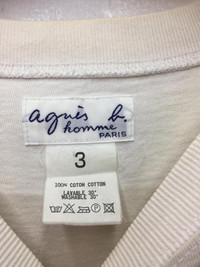 agnès b.
homme
PARIS
3
100% COTON COTTON
LAVABLE 30°
WASHABLE 30°